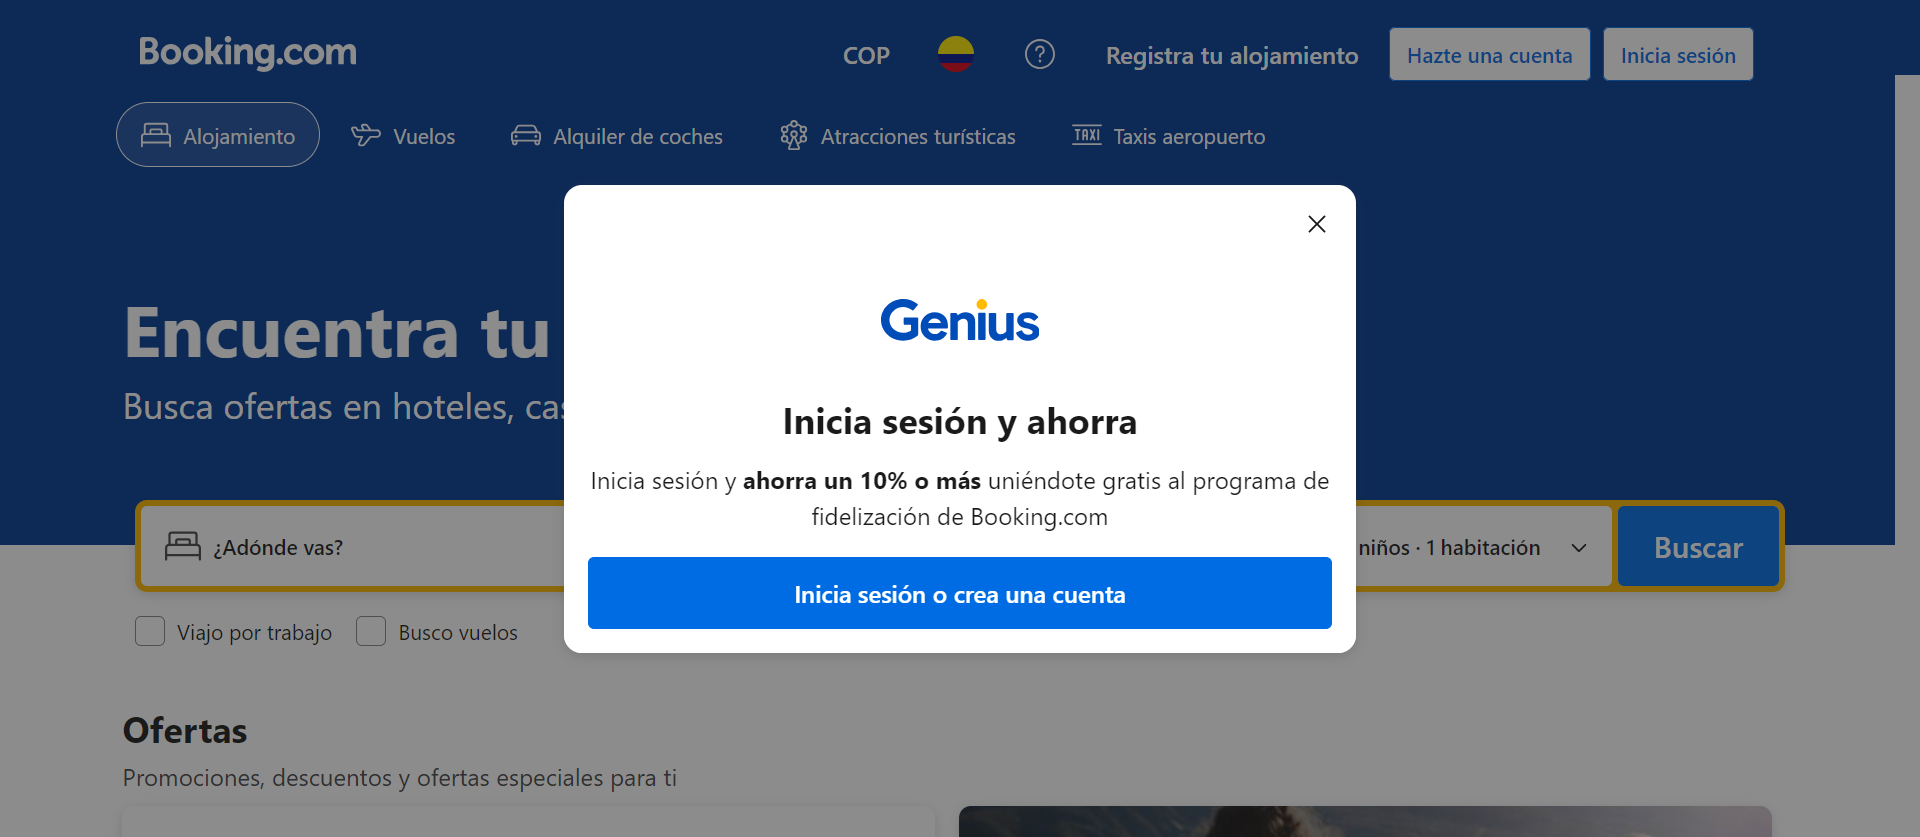 Booking.com
COP
Registra tu alojamiento
Hazte una cuenta
Inicia sesión
Alojamiento
Vuelos
Alquiler de coches
Atracciones turísticas
TAXI
Taxis aeropuerto
Genius
Inicia sesión y ahorra
Inicia sesión y ahorra un 10% o más uniéndote gratis al programa de
fidelización de Booking.com
Inicia sesión o crea una cuenta
Encuentra tu
Busca ofertas en hoteles,
¿Adónde vas?
niños · 1 habitación
Buscar
Viajo por trabajo
Busco vuelos
Ofertas
Promociones, descuentos y ofertas especiales para ti